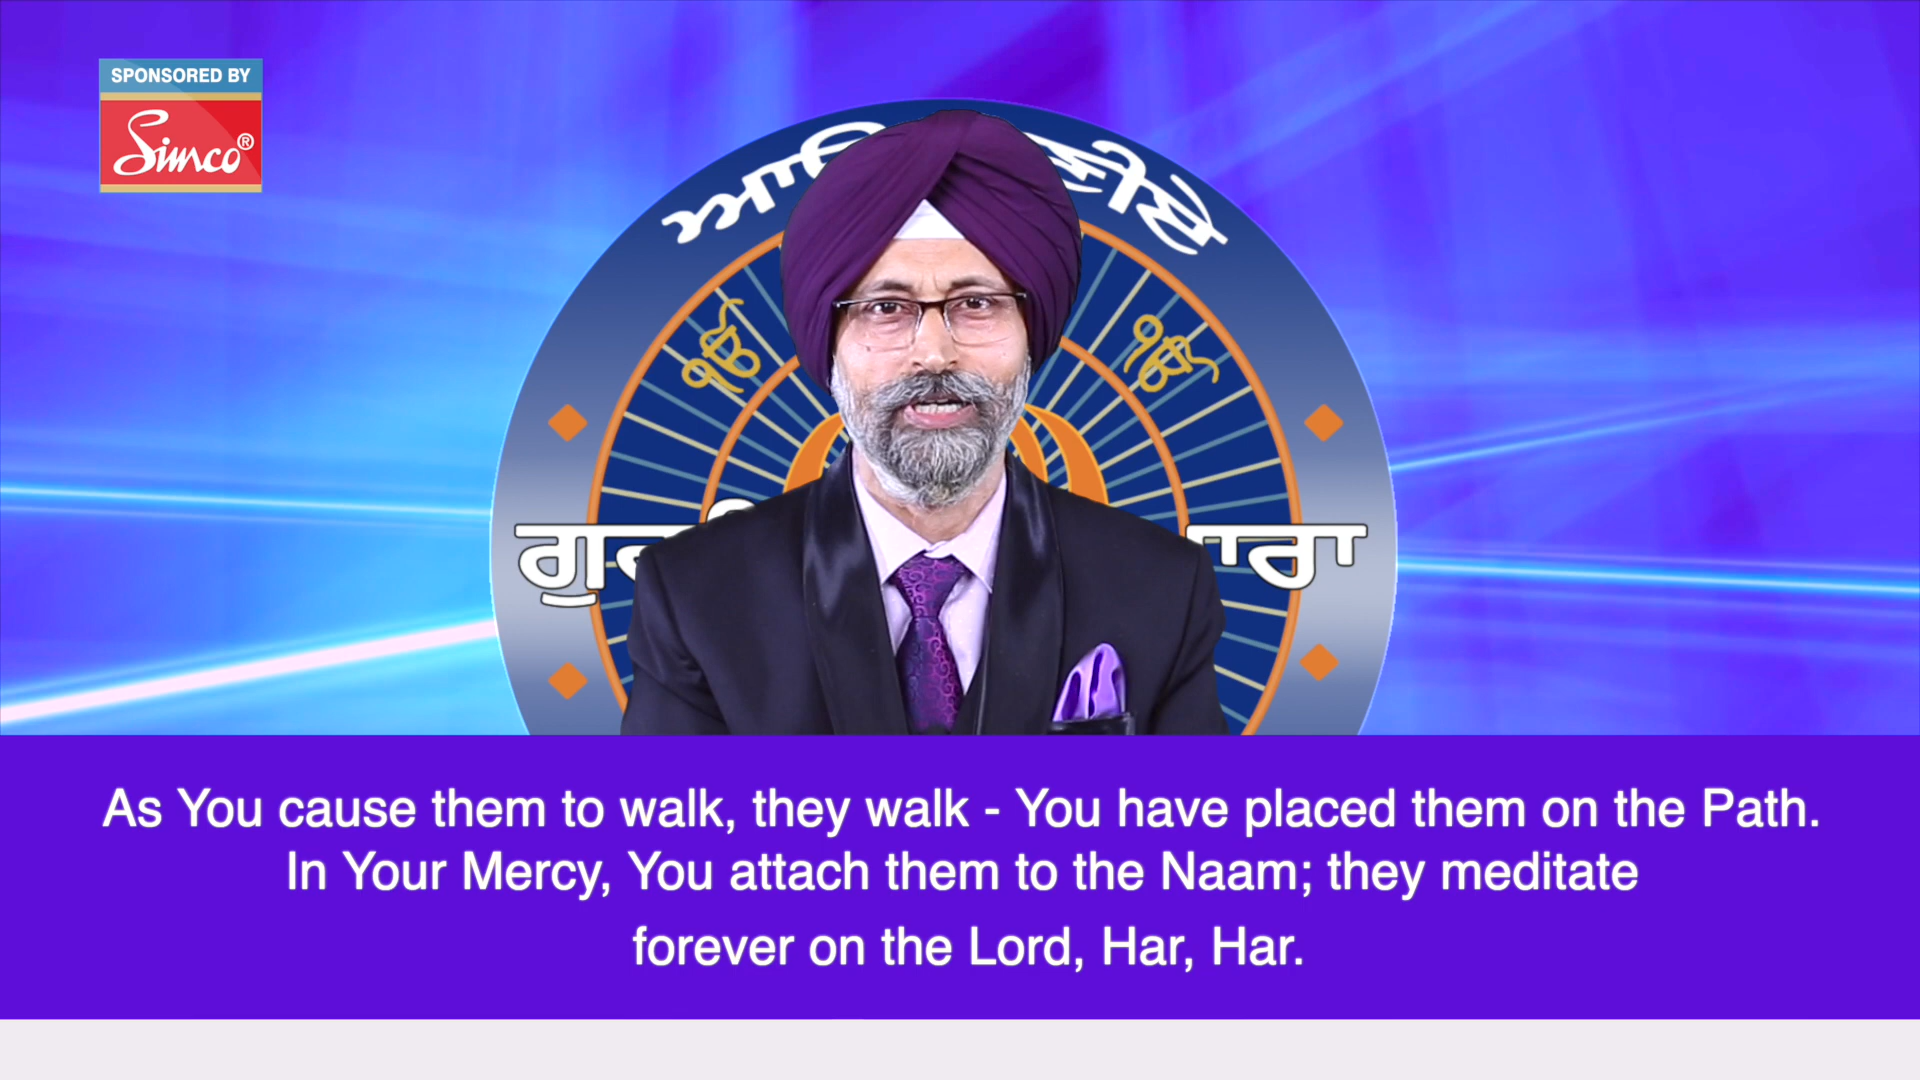 SPONSORED BY
Simco®
As You cause them to walk, they walk - You have placed them on the Path.
In Your Mercy, You attach them to the Naam; they meditate
forever on the Lord, Har, Har.